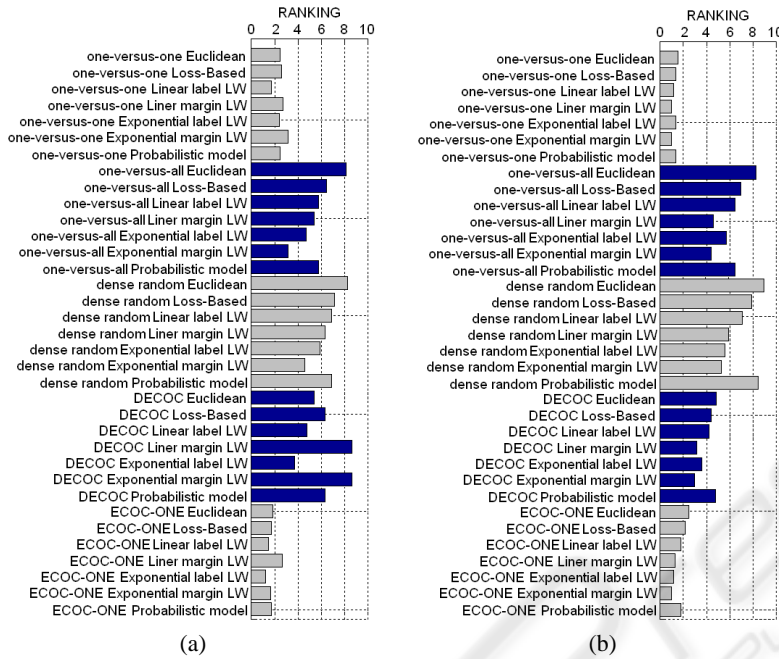 RANKING
0 2 4 6 8 10
one-versus-one Euclidean
one-versus-one Loss-Based
one-versus-one Linear label LW
one-versus-one Liner margin LW
one-versus-one Exponential label LW
one-versus-one Exponential margin LW
one-versus-one Probabilistic model
one-versus-all Euclidean
one-versus-all Loss-Based
one-versus-all Linear label LW
one-versus-all Liner margin LW
one-versus-all Exponential label LW
one-versus-all Exponential margin LW
one-versus-all Probabilistic model
dense random Euclidean
dense random Loss-Based
dense random Linear label LW
dense random Liner margin LW
dense random Exponential label LW
dense random Exponential margin LW
dense random Probabilistic model
DECOC Euclidean
DECOC Loss-Based
DECOC Linear label LW
DECOC Liner margin LW
DECOC Exponential label LW
DECOC Exponential margin LW
DECOC Probabilistic model
ECOC-ONE Euclidean
ECOC-ONE Loss-Based
ECOC-ONE Linear label LW
ECOC-ONE Liner margin LW
ECOC-ONE Exponential label LW
ECOC-ONE Exponential margin LW
ECOC-ONE Probabilistic model
(a)
RANKING
0 2 4 6 8 10
one-versus-one Euclidean
one-versus-one Loss-Based
one-versus-one Linear label LW
one-versus-one Liner margin LW
one-versus-one Exponential label LW
one-versus-one Exponential margin LW
one-versus-one Probabilistic model
one-versus-all Euclidean
one-versus-all Loss-Based
one-versus-all Linear label LW
one-versus-all Liner margin LW
one-versus-all Exponential label LW
one-versus-all Exponential margin LW
one-versus-all Probabilistic model
dense random Euclidean
dense random Loss-Based
dense random Linear label LW
dense random Liner margin LW
dense random Exponential label LW
dense random Exponential margin LW
dense random Probabilistic model
DECOC Euclidean
DECOC Loss-Based
DECOC Linear label LW
DECOC Liner margin LW
DECOC Exponential label LW
DECOC Exponential margin LW
DECOC Probabilistic model
ECOC-ONE Euclidean
ECOC-ONE Loss-Based
ECOC-ONE Linear label LW
ECOC-ONE Liner margin LW
ECOC-ONE Exponential label LW
ECOC-ONE Exponential margin LW
ECOC-ONE Probabilistic model
(b)